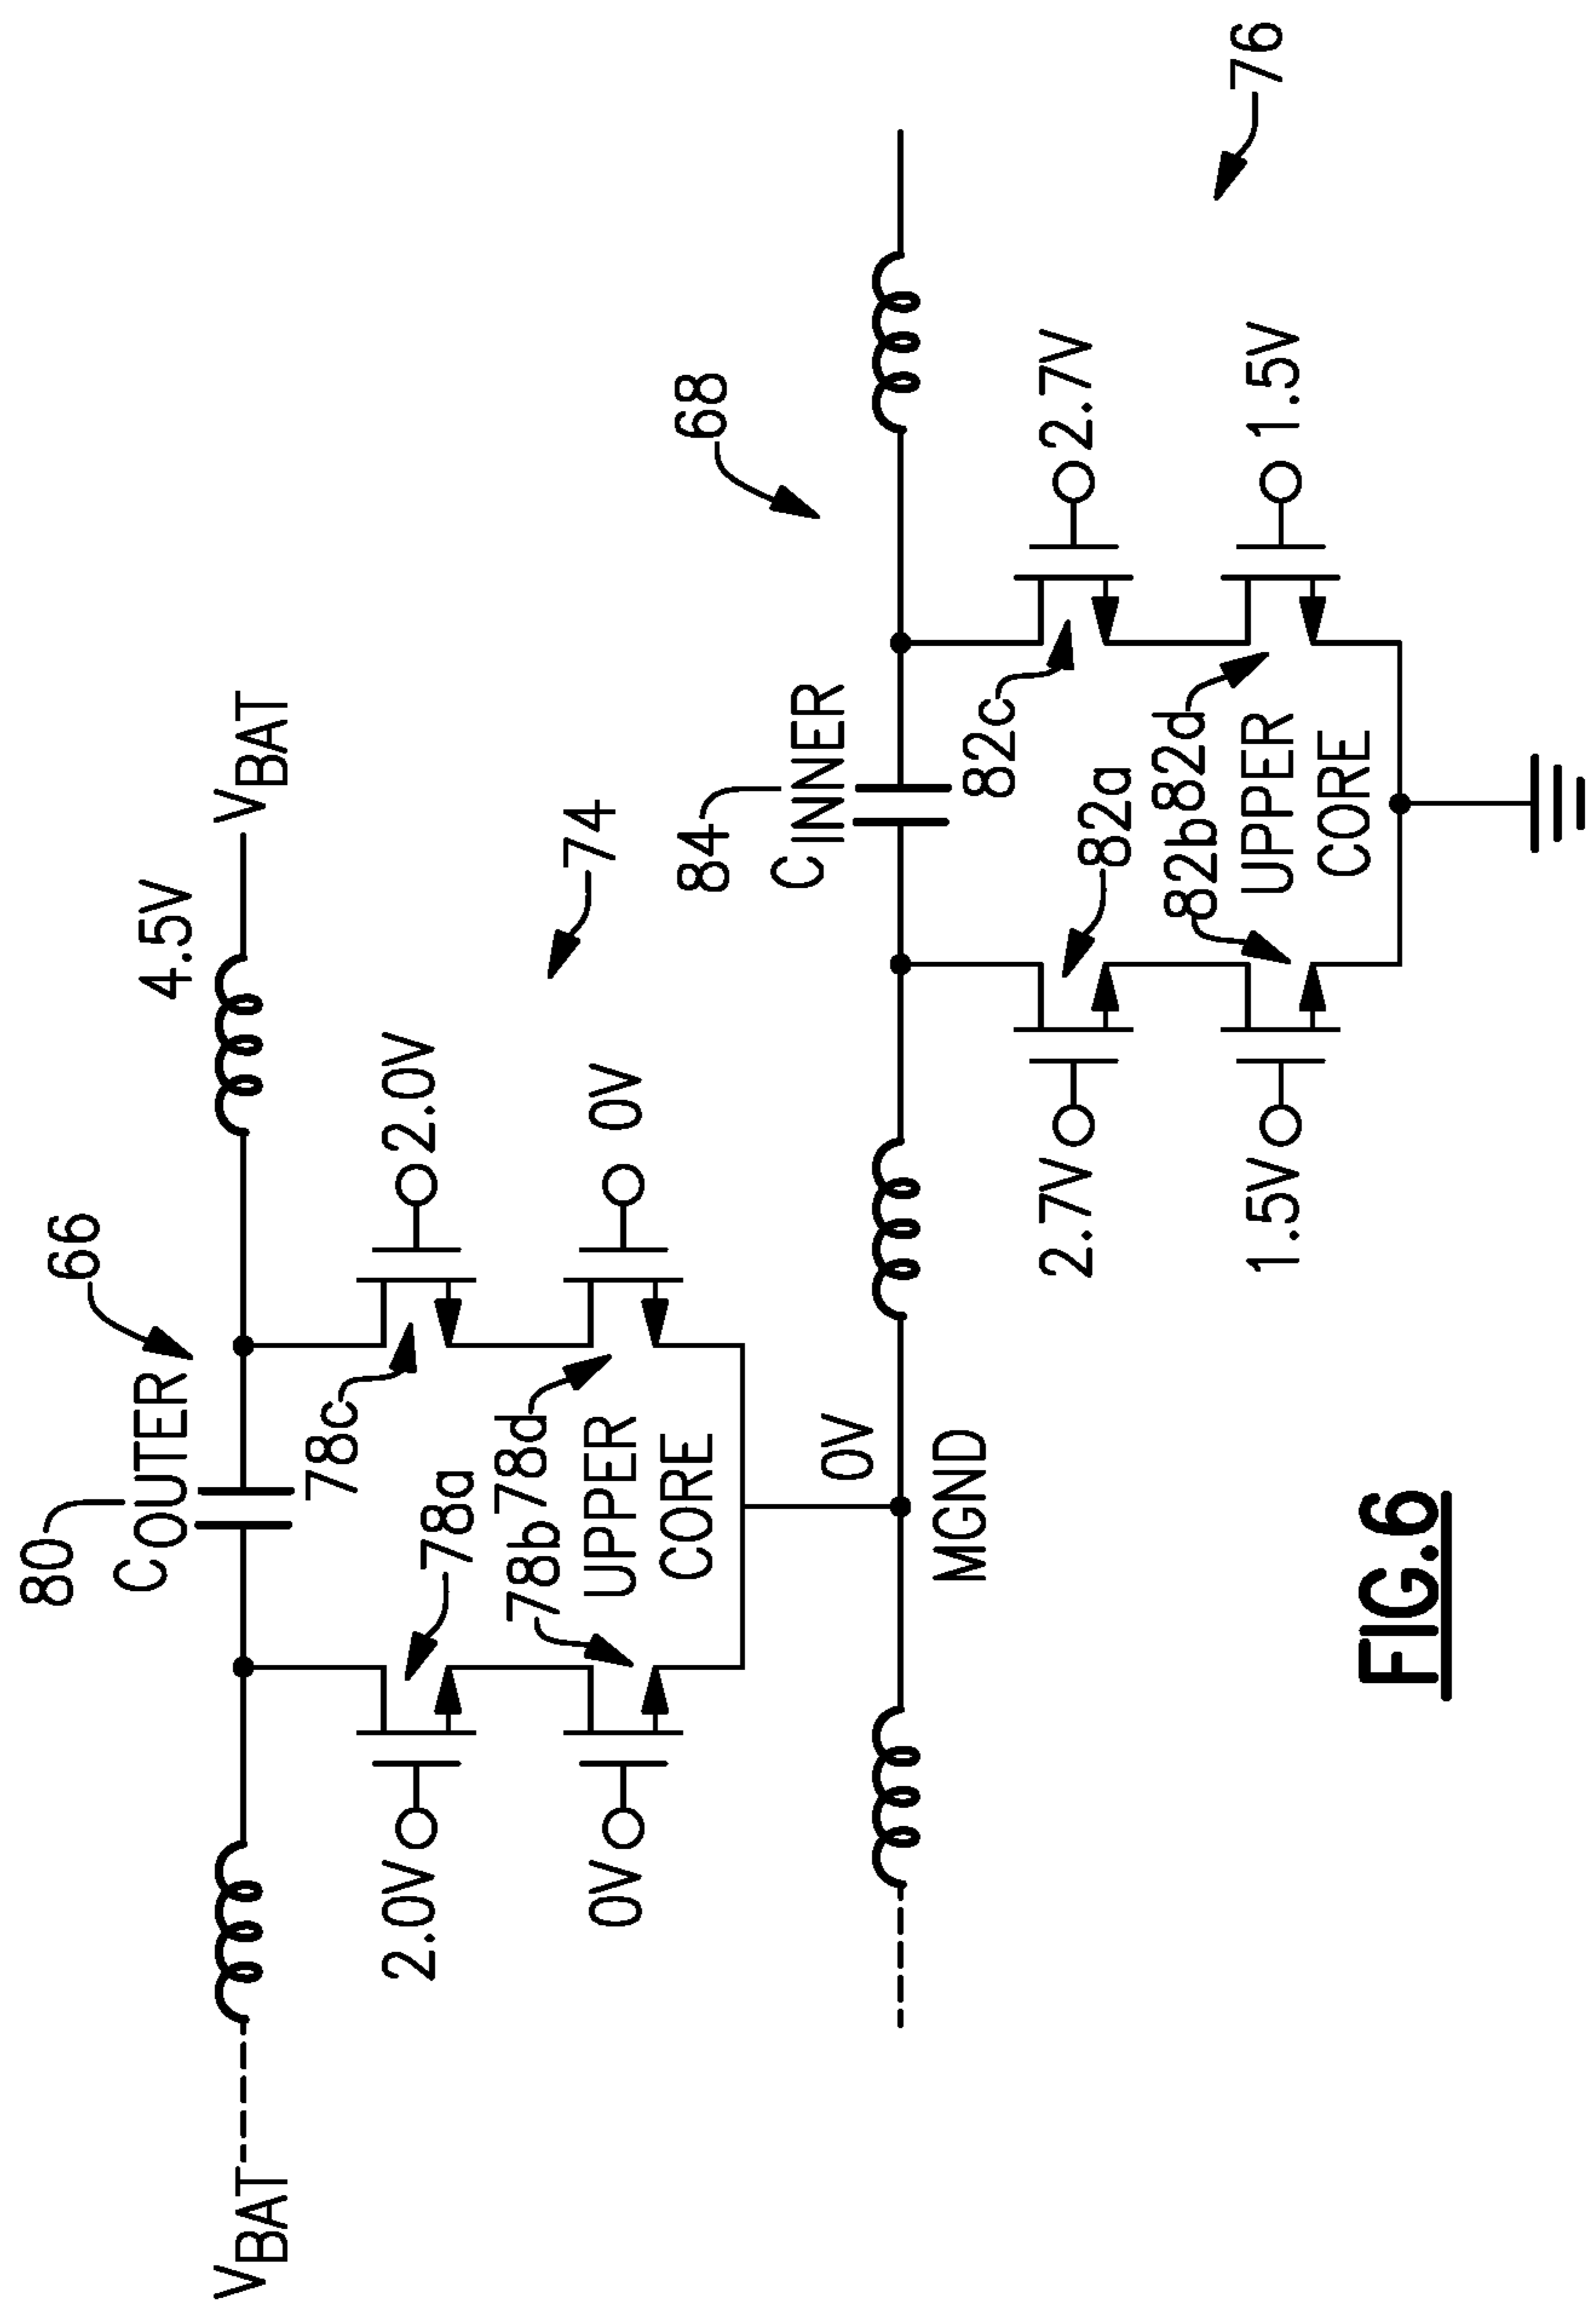 80
66
COUTER
4.5V
VBAT
VBAT
78c
2.0V
2.0V
78a
74
78b
78d
0V
0V
UPPER
CORE
84
68
CINNER
0V
MGND
82c
2.7V
2.7V
82a
82b
82d
1.5V
1.5V
UPPER
CORE
76
FIG.6